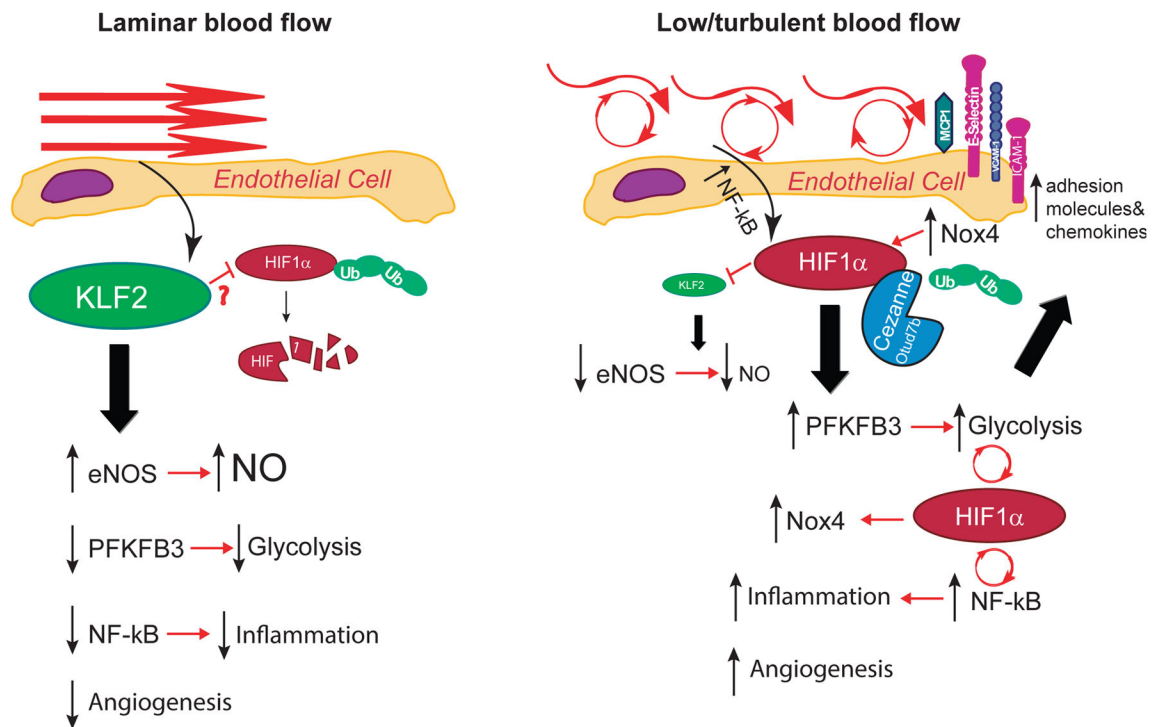 Laminar blood flow
Endothelial Cell
KLF2
?
HIF1α
Ub
Ub
HIF
1
eNOS
NO
PFKFB3
Glycolysis
NF-kB
Inflammation
Angiogenesis
Low/turbulent blood flow
MCP1
E-Selectin
VCAM-1
ICAM-1
Endothelial Cell
NF-kB
adhesion
molecules&
chemokines
Nox4
HIF1α
KLF2
Cezanne
Otud7b
Ub
Ub
eNOS
NO
PFKFB3
Glycolysis
Nox4
HIF1α
Inflammation
NF-kB
Angiogenesis